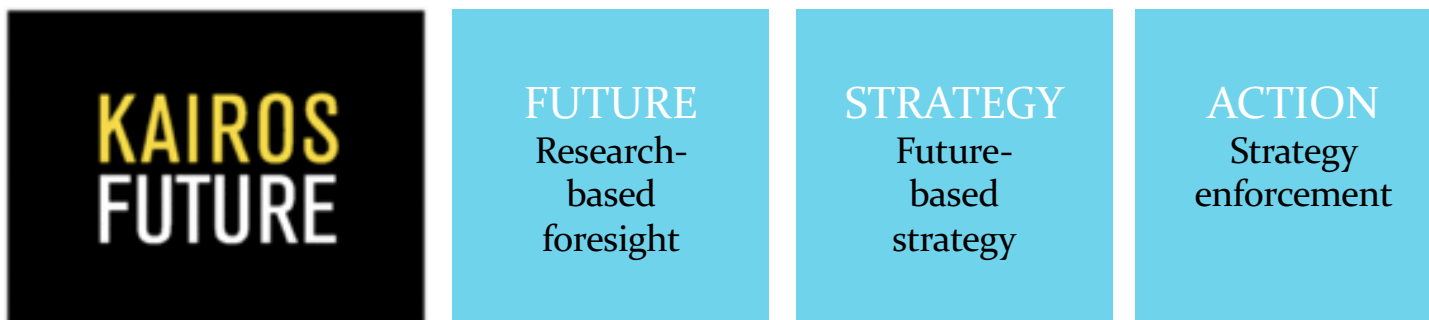 KAIROS
FUTURE
FUTURE
Research-
based
foresight
STRATEGY
Future-
based
strategy
ACTION
Strategy
enforcement